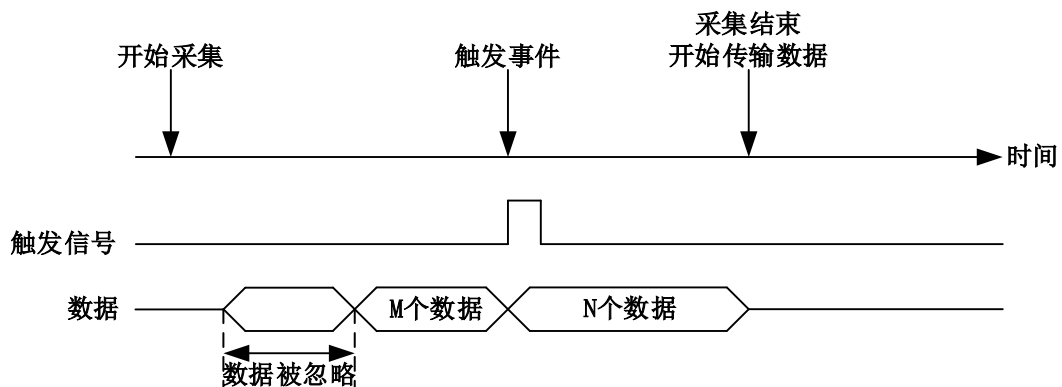 采集结束
开始采集
触发事件
开始传输数据
时间
触发信号
数据
M个数据
N个数据
数据被忽略